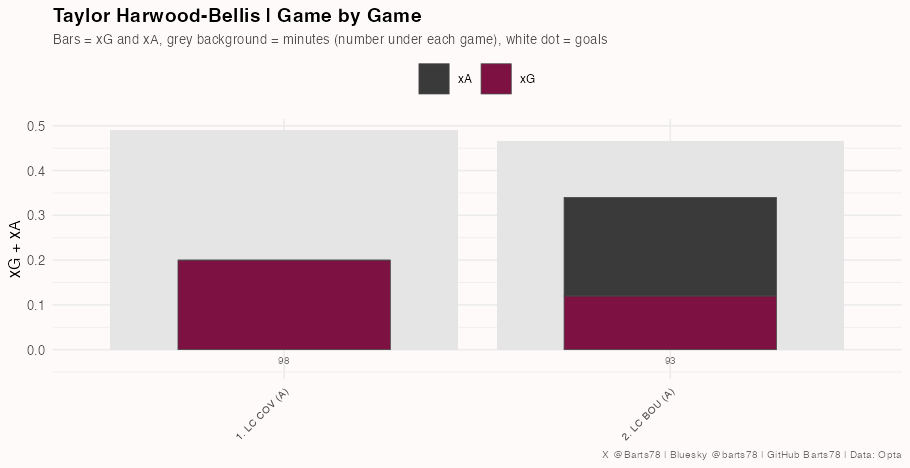 Taylor Harwood-Bellis | Game by Game
Bars = xG and xA, grey background = minutes (number under each game), white dot = goals
xA xG
xG + xA
0.5
0.4
0.3
0.2
0.1
0.0
98 93
1. LC COV (A) 2. LC BOU (A)
X @Barts78 | Bluesky @barts78 | GitHub Barts78 | Data: Opta